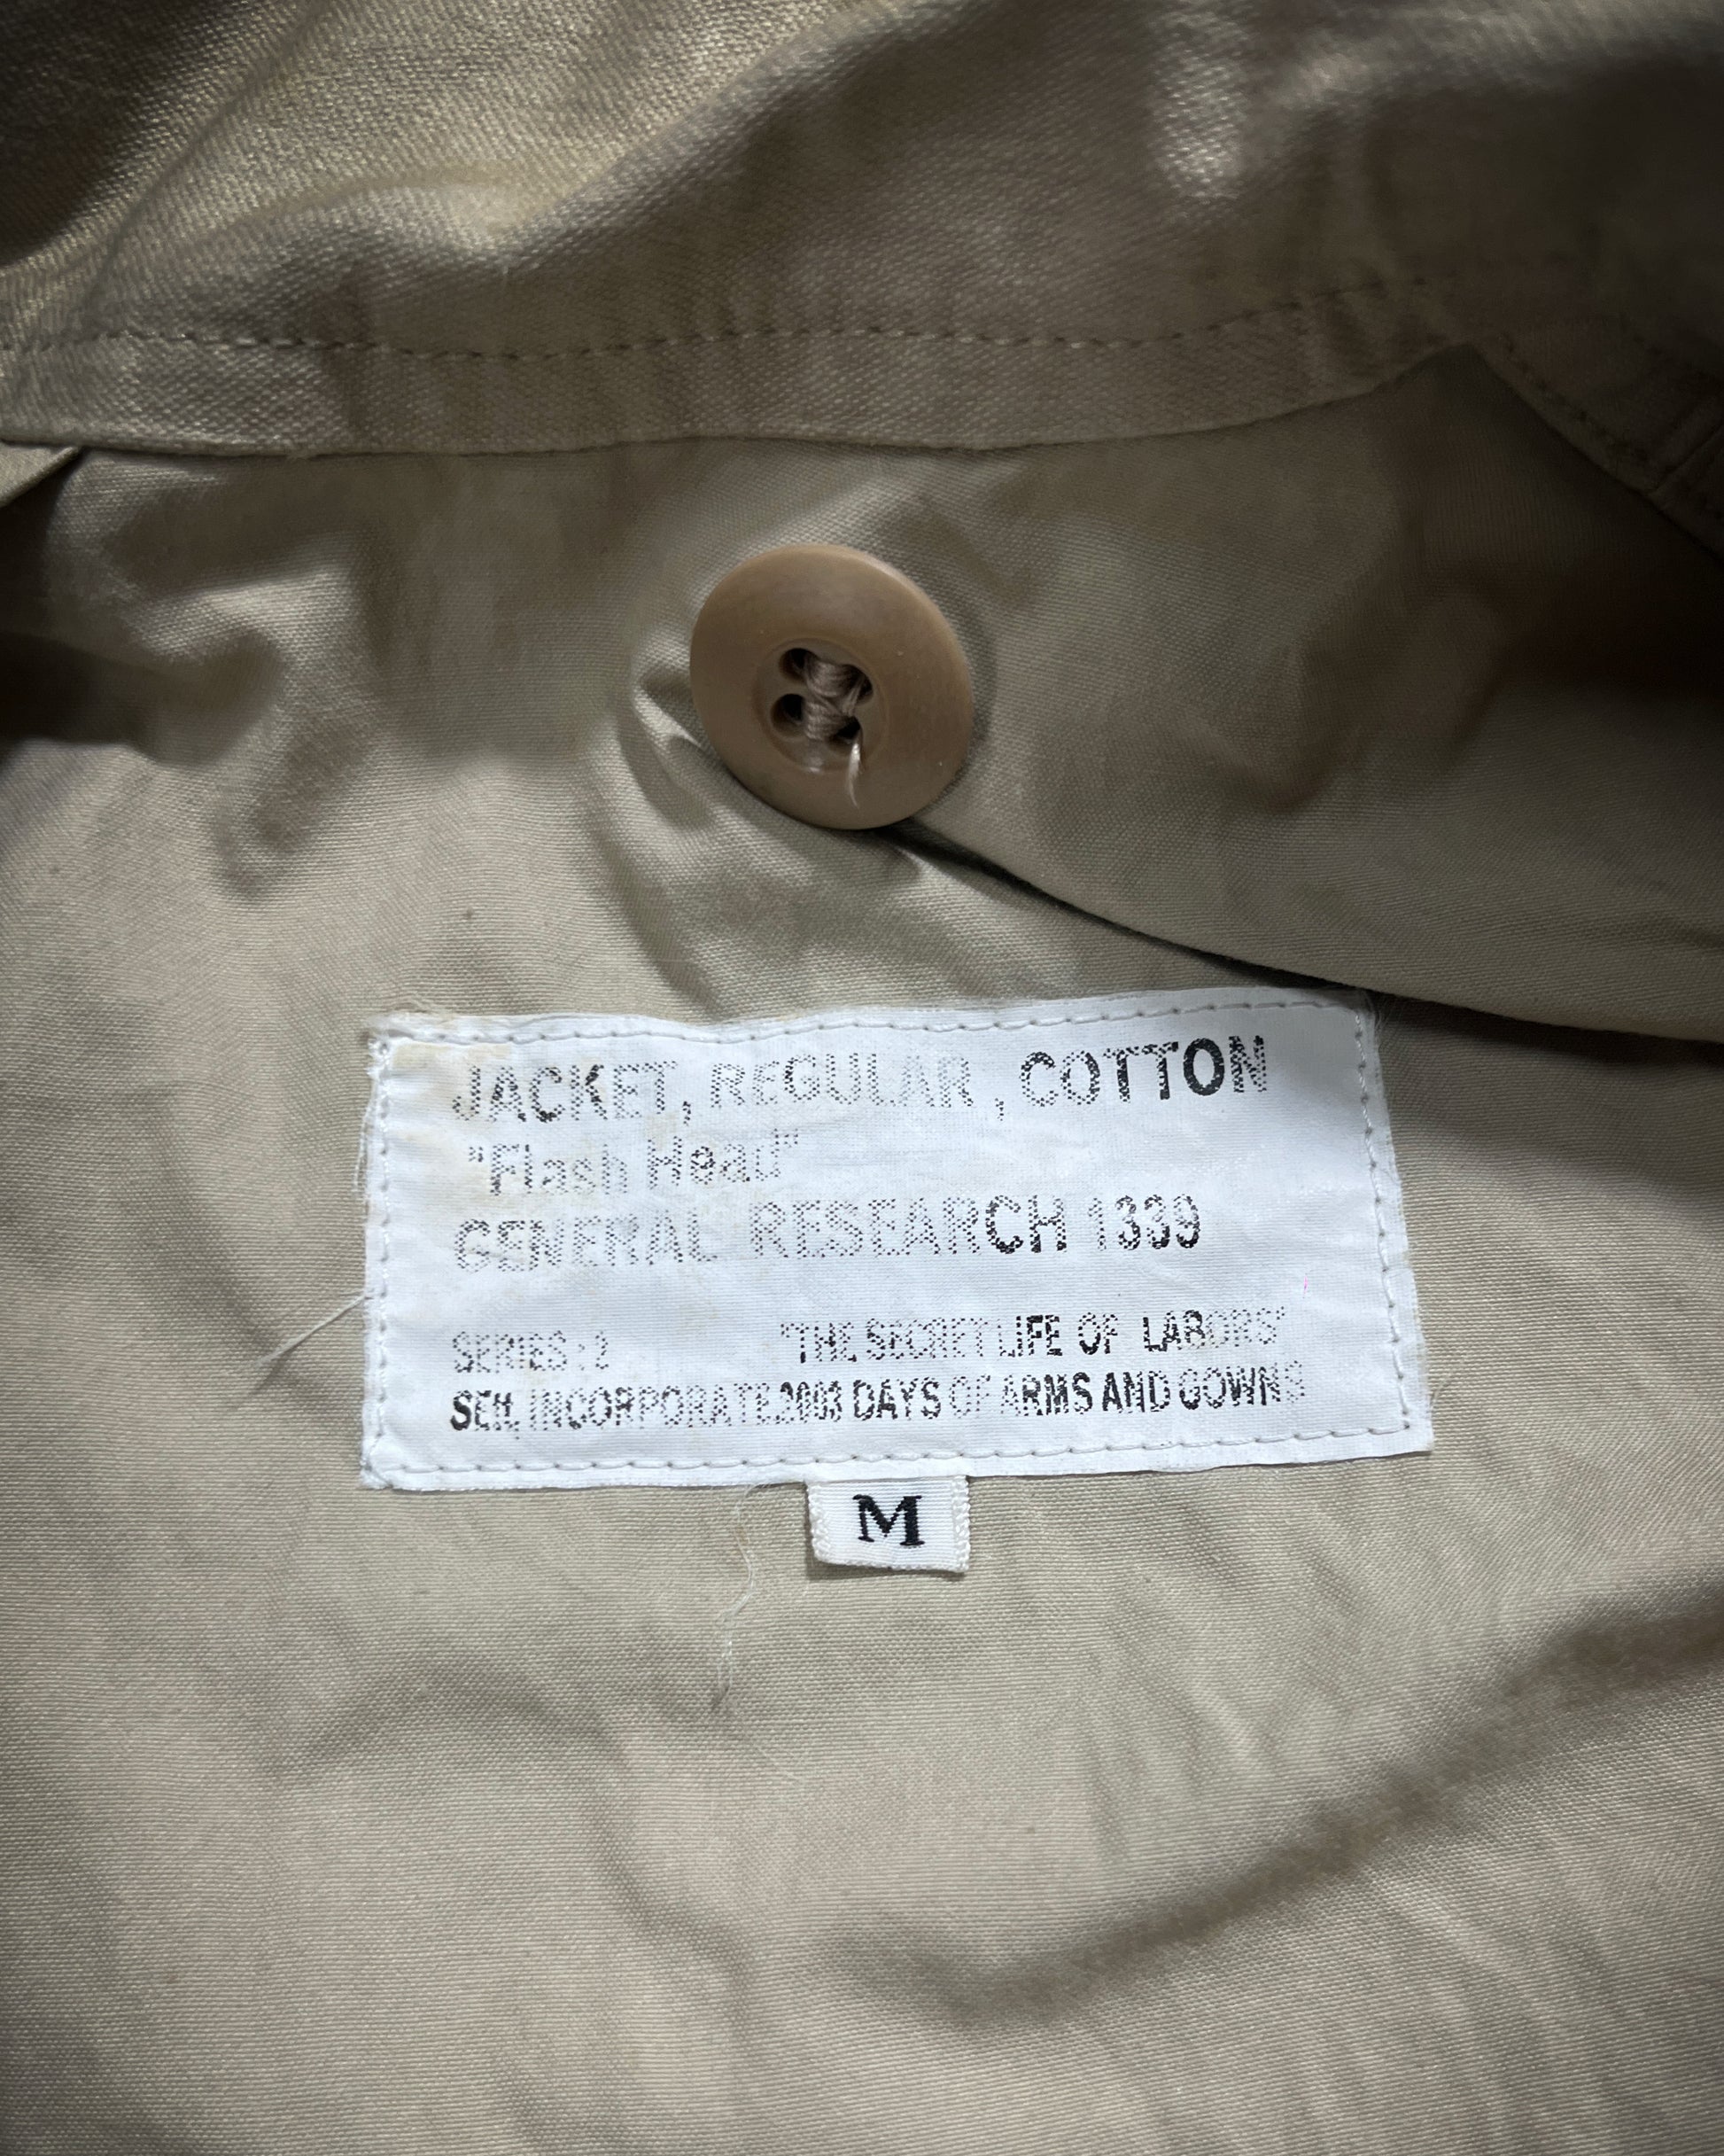 JACKET, REGULAR, COTTON
"Flash Head"
GENERAL RESEARCH 1339
SERIES: 2 "THE SECRET LIFE OF LABORS"
INCORPORATE.2003 DAYS OF ARMS AND GOWNS
M